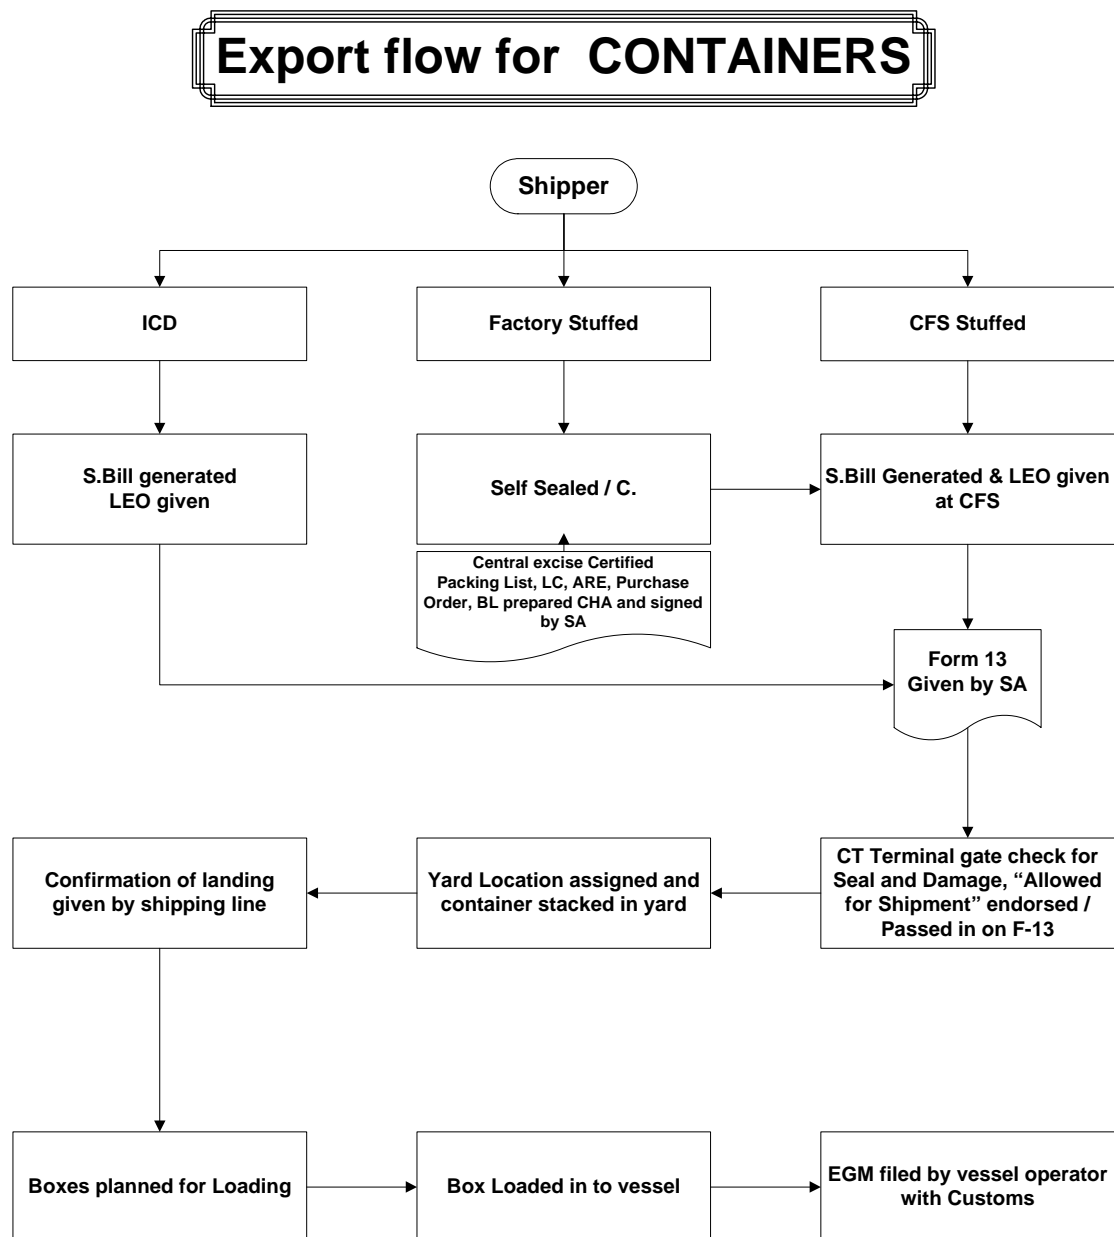 Export flow for CONTAINERS
Shipper
ICD
Factory Stuffed
CFS Stuffed
S.Bill generated
LEO given
Self Sealed / C.
S.Bill Generated & LEO given
at CFS
Central excise Certified
Packing List, LC, ARE, Purchase
Order, BL prepared CHA and signed
by SA
Form 13
Given by SA
Confirmation of landing
given by shipping line
Yard Location assigned and
container stacked in yard
CT Terminal gate check for
Seal and Damage, “Allowed
for Shipment” endorsed /
Passed in on F-13
Boxes planned for Loading
Box Loaded in to vessel
EGM filed by vessel operator
with Customs